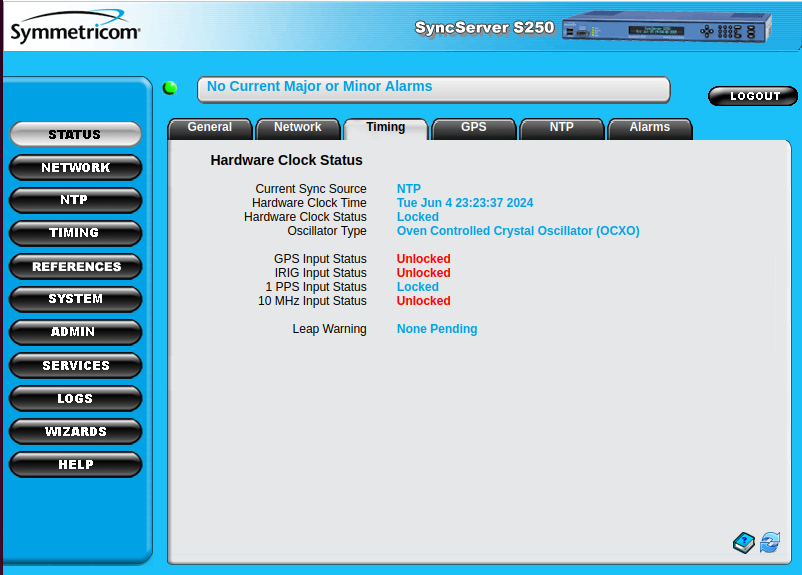 Symmetricom®
SyncServer S250
No Current Major or Minor Alarms
LOGOUT
General Network Timing GPS NTP Alarms
STATUS
NETWORK
NTP
TIMING
REFERENCES
SYSTEM
ADMIN
SERVICES
LOGS
WIZARDS
HELP
Hardware Clock Status
Current Sync Source NTP
Hardware Clock Time Tue Jun 4 23:23:37 2024
Hardware Clock Status Locked
Oscillator Type Oven Controlled Crystal Oscillator (OCXO)
GPS Input Status Unlocked
IRIG Input Status Unlocked
1 PPS Input Status Locked
10 MHz Input Status Unlocked
Leap Warning None Pending